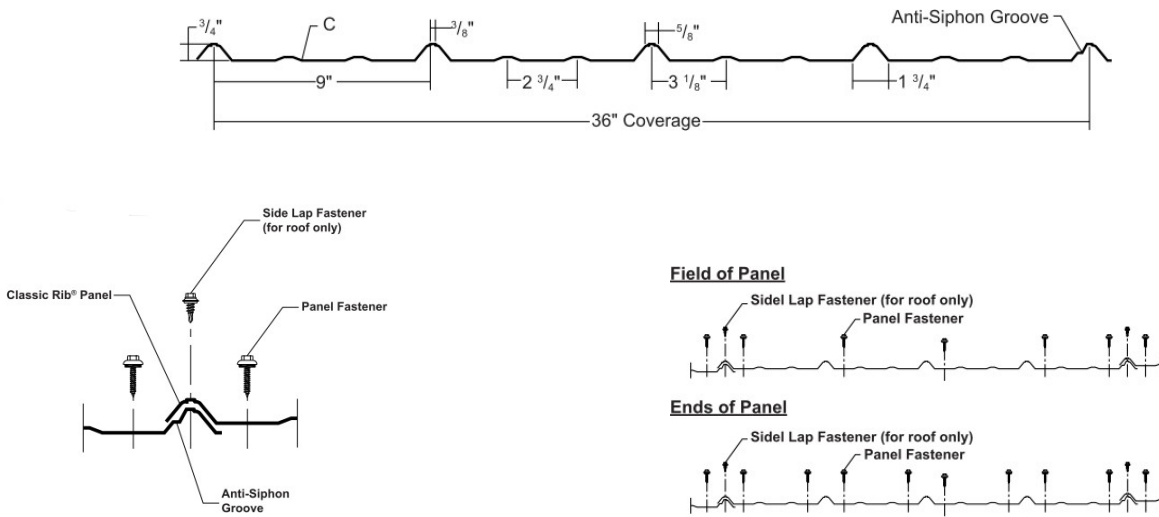 3/4"
C
3/8"
5/8"
Anti-Siphon Groove
9"
2 3/4"
3 1/8"
1 3/4"
36" Coverage
Side Lap Fastener
(for roof only)
Classic Rib® Panel
Panel Fastener
Anti-Siphon
Groove
Field of Panel
Sidel Lap Fastener (for roof only)
Panel Fastener
Ends of Panel
Sidel Lap Fastener (for roof only)
Panel Fastener